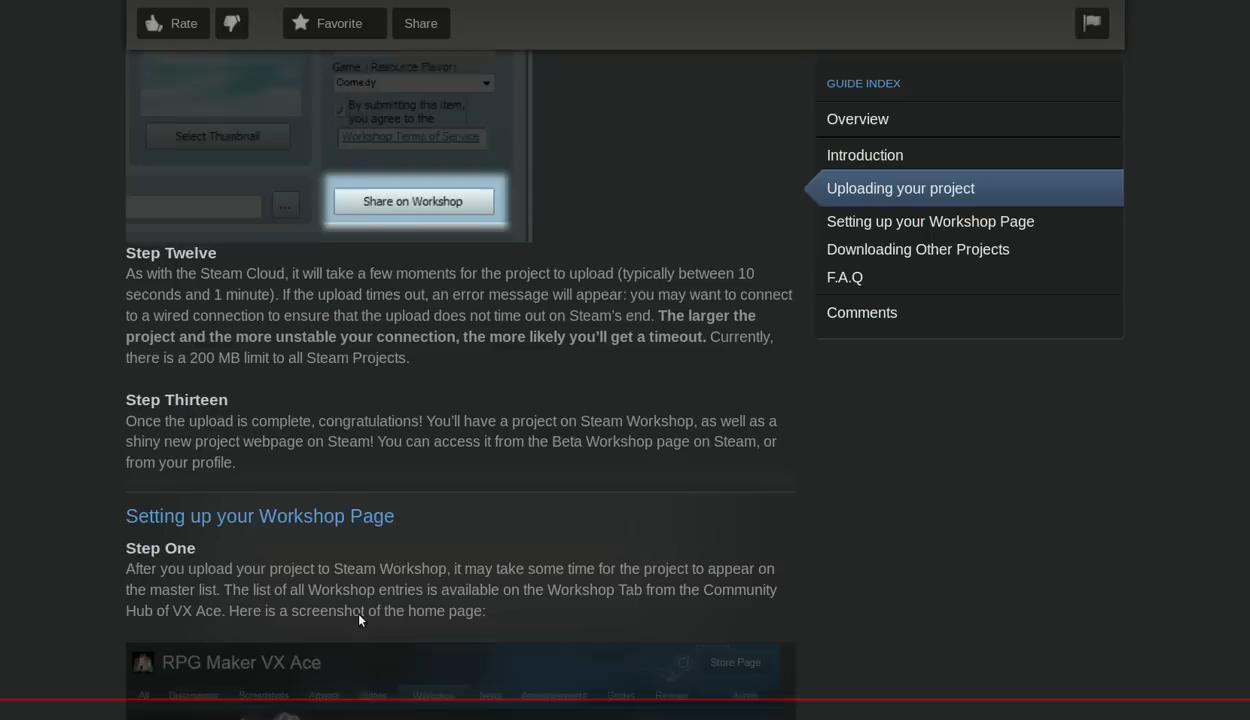 Rate
Favorite
Share
Game / Resource Flavor:
Comedy
By submitting this item,
you agree to the
Workshop Terms of Service
Select Thumbnail
...
Share on Workshop
Step Twelve
As with the Steam Cloud, it will take a few moments for the project to upload (typically between 10
seconds and 1 minute). If the upload times out, an error message will appear: you may want to connect
to a wired connection to ensure that the upload does not time out on Steam's end. The larger the
project and the more unstable your connection, the more likely you'll get a timeout. Currently,
there is a 200 MB limit to all Steam Projects.
Step Thirteen
Once the upload is complete, congratulations! You'll have a project on Steam Workshop, as well as a
shiny new project webpage on Steam! You can access it from the Beta Workshop page on Steam, or
from your profile.
Setting up your Workshop Page
Step One
After you upload your project to Steam Workshop, it may take some time for the project to appear on
the master list. The list of all Workshop entries is available on the Workshop Tab from the Community
Hub of VX Ace. Here is a screenshot of the home page:
RPG Maker VX Ace
Store Page
All Discussions Screenshots Artwork Videos Workshop News Announcements Guides Reviews
GUIDE INDEX
Overview
Introduction
Uploading your project
Setting up your Workshop Page
Downloading Other Projects
F.A.Q
Comments